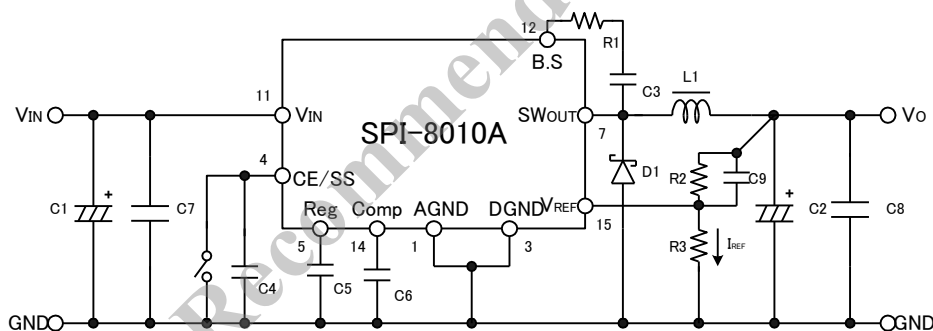 12
R1
B.S
C3
L1
VIN
11
VIN
SPI-8010A
SWOUT
7
VO
4
CE/SS
D1
R2
C9
C1
C7
Reg
Comp
AGND
DGND
VREF
15
C2
C8
5
14
1
3
R3
IREF
C4
C5
C6
GND
GND
Recommend